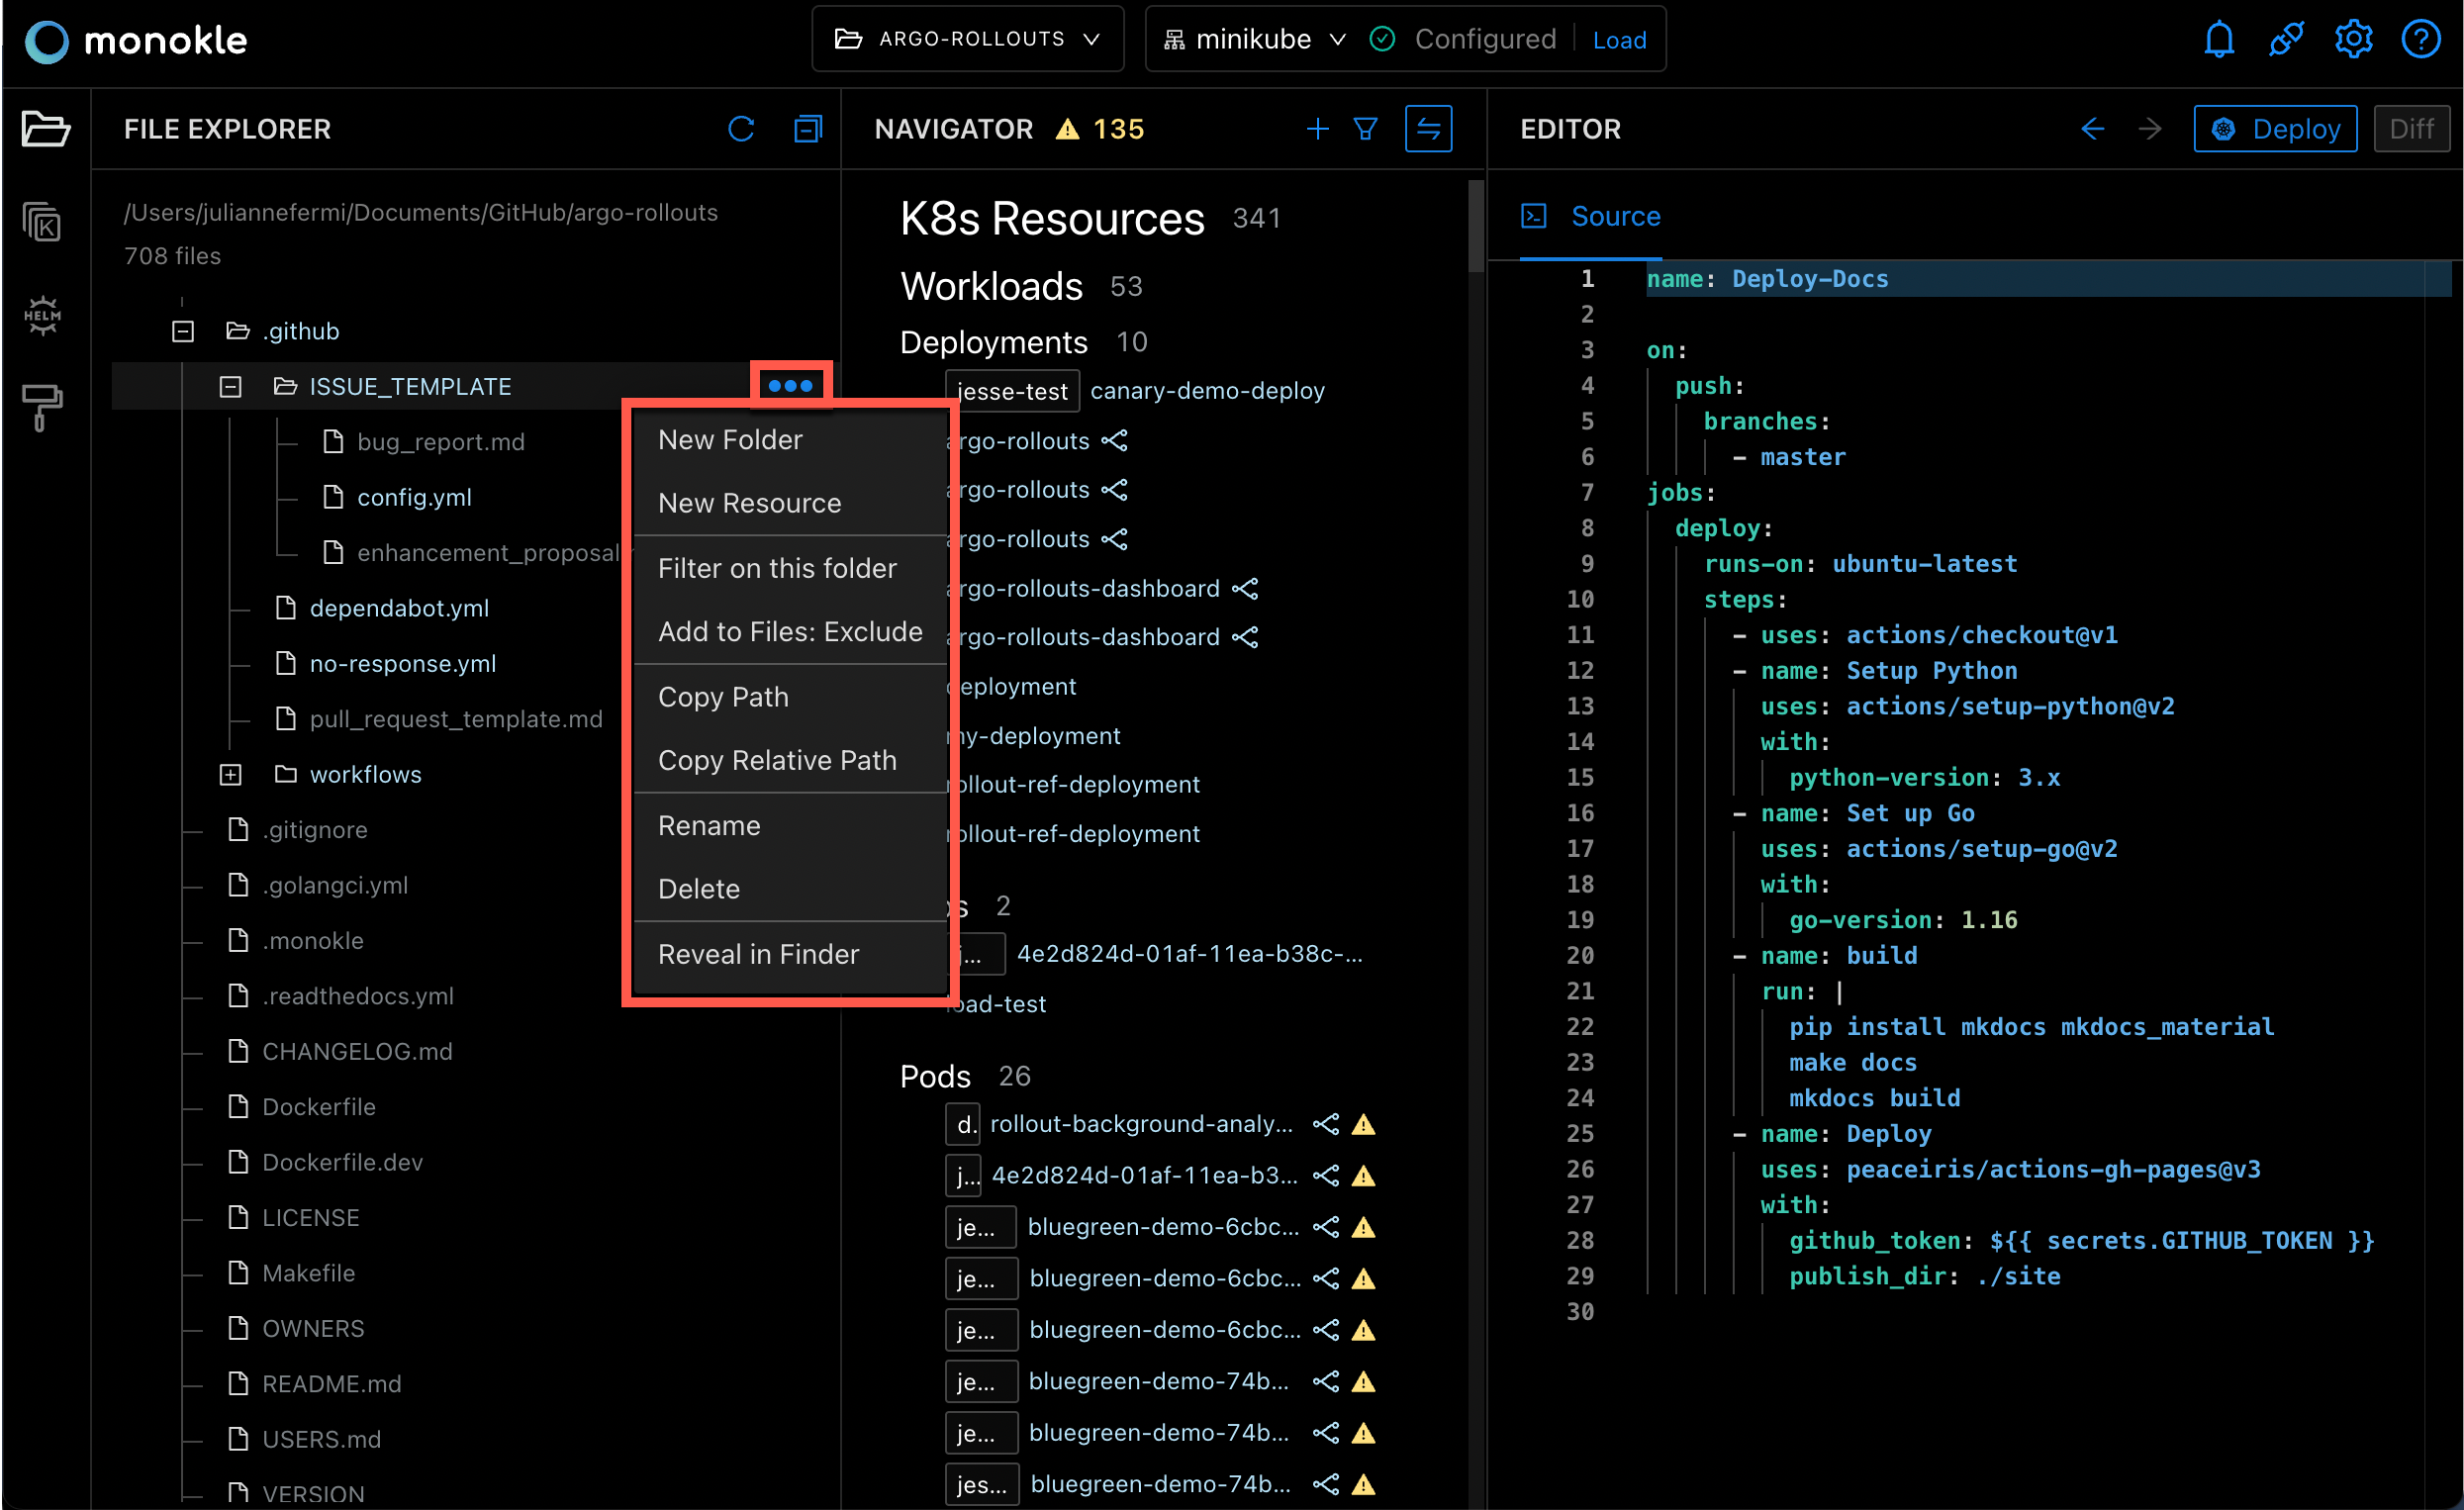 monokle
ARGO-ROLLOUTS
minikube
Configured
Load
FILE EXPLORER
/Users/juliannefermi/Documents/GitHub/argo-rollouts
708 files
.github
ISSUE_TEMPLATE
bug_report.md
config.yml
enhancement_proposal
dependabot.yml
no-response.yml
pull_request_template.md
workflows
.gitignore
.golangci.yml
.monokle
.readthedocs.yml
CHANGELOG.md
Dockerfile
Dockerfile.dev
LICENSE
Makefile
OWNERS
README.md
USERS.md
VERSION
HELM
New Folder
New Resource
Filter on this folder
Add to Files: Exclude
Copy Path
Copy Relative Path
Rename
Delete
Reveal in Finder
NAVIGATOR 135
K8s Resources 341
Workloads 53
Deployments 10
jesse-test canary-demo-deploy
argo-rollouts
argo-rollouts
argo-rollouts
argo-rollouts-dashboard
argo-rollouts-dashboard
deployment
my-deployment
rollout-ref-deployment
rollout-ref-deployment
2
j... 4e2d824d-01af-11ea-b38c-...
load-test
Pods 26
d. rollout-background-analy...
j... 4e2d824d-01af-11ea-b3...
je... bluegreen-demo-6cbc...
je... bluegreen-demo-6cbc...
je... bluegreen-demo-6cbc...
je... bluegreen-demo-74b...
je... bluegreen-demo-74b...
jes... bluegreen-demo-74b...
EDITOR
Deploy
Diff
Source
1 name: Deploy-Docs
2
3 on:
4 push:
5 branches:
6 - master
7 jobs:
8 deploy:
9 runs-on: ubuntu-latest
10 steps:
11 - uses: actions/checkout@v1
12 - name: Setup Python
13 uses: actions/setup-python@v2
14 with:
15 python-version: 3.x
16 - name: Set up Go
17 uses: actions/setup-go@v2
18 with:
19 go-version: 1.16
20 - name: build
21 run: |
22 pip install mkdocs mkdocs_material
23 make docs
24 mkdocs build
25 - name: Deploy
26 uses: peaceiris/actions-gh-pages@v3
27 with:
28 github_token: ${{ secrets.GITHUB_TOKEN }}
29 publish_dir: ./site
30